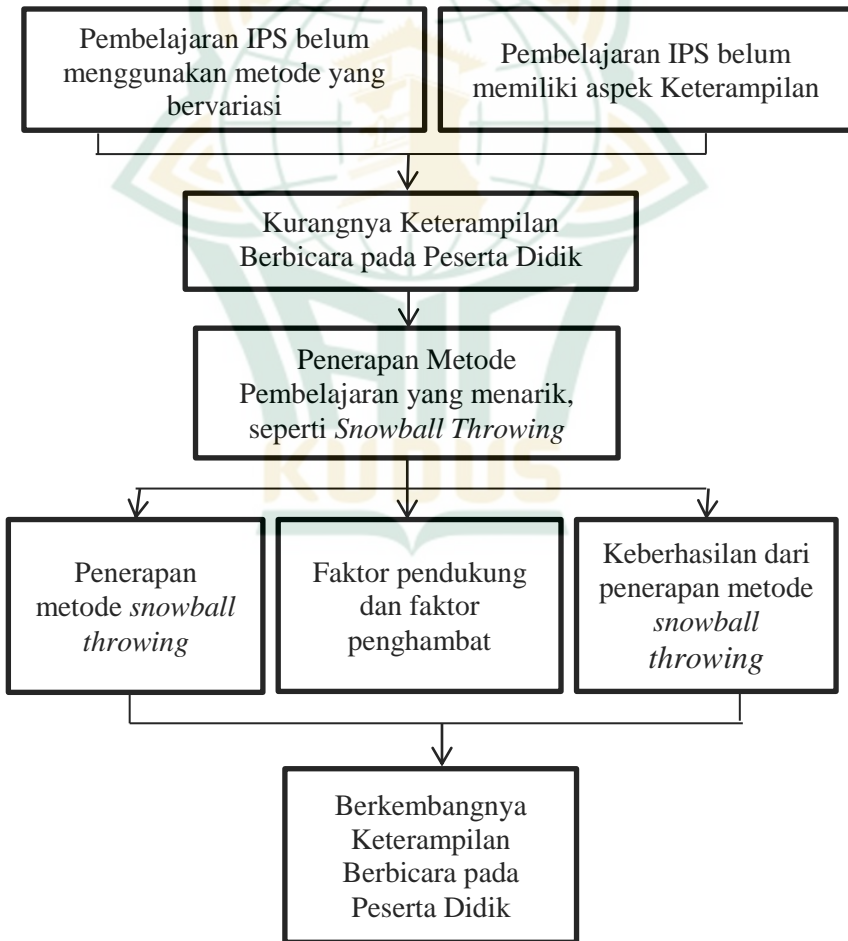 Pembelajaran IPS belum
menggunakan metode yang
bervariasi
Pembelajaran IPS belum
memiliki aspek Keterampilan
Kurangnya Keterampilan
Berbicara pada Peserta Didik
Penerapan Metode
Pembelajaran yang menarik,
seperti Snowball Throwing
KUDUS
Penerapan
metode snowball
throwing
Faktor pendukung
dan faktor
penghambat
Keberhasilan dari
penerapan metode
snowball
throwing
Berkembangnya
Keterampilan
Berbicara pada
Peserta Didik